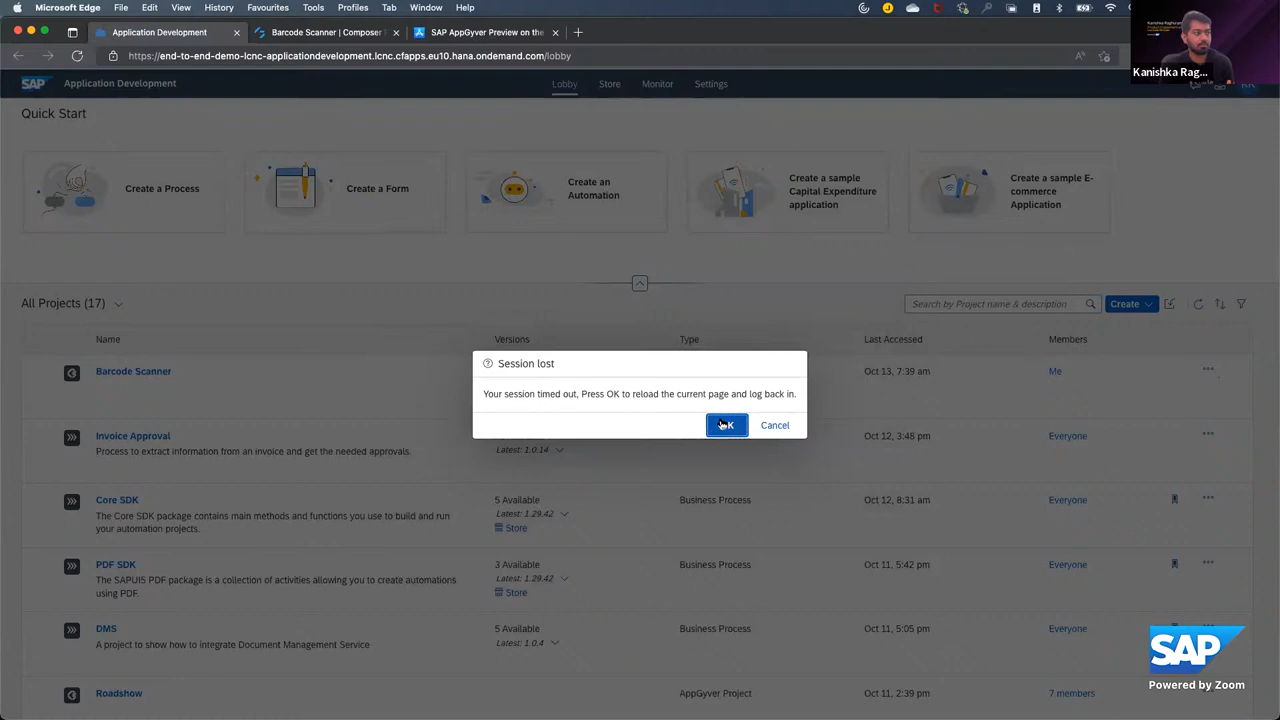 Microsoft Edge File Edit View History Favourites Tools Profiles Tab Window Help
Application Development
Barcode Scanner | Composer F
SAP AppGyver Preview on the
https://end-to-end-demo-lcnc-applicationdevelopment.lcnc.cfapps.eu10.hana.ondemand.com/lobby
Kanishka Rag...
SAP Application Development Lobby Store Monitor Settings
Quick Start
Create a Process
Create a Form
Create an
Automation
Create a sample
Capital Expenditure
application
Create a sample E-
commerce
Application
All Projects (17)
Search by Project name & description
Create
Name Versions Type Last Accessed Members
Barcode Scanner Oct 13, 7:39 am Me
Session lost
Your session timed out, Press OK to reload the current page and log back in.
Cancel
Invoice Approval Oct 12, 3:48 pm Everyone
Process to extract information from an invoice and get the needed approvals.
Latest: 1.0.14
Core SDK 5 Available Business Process Oct 12, 8:31 am Everyone
The Core SDK package contains main methods and functions you use to build and run
your automation projects.
Latest: 1.29.42
Store
PDF SDK 3 Available Business Process Oct 11, 5:42 pm Everyone
The SAPUI5 PDF package is a collection of activities allowing you to create automations
using PDF.
Latest: 1.29.42
Store
DMS 5 Available Business Process Oct 11, 5:05 pm Everyone
A project to show how to integrate Document Management Service
Latest: 1.0.4
Roadshow AppGyver Project Oct 11, 2:39 pm 7 members
SAP
Powered by Zoom